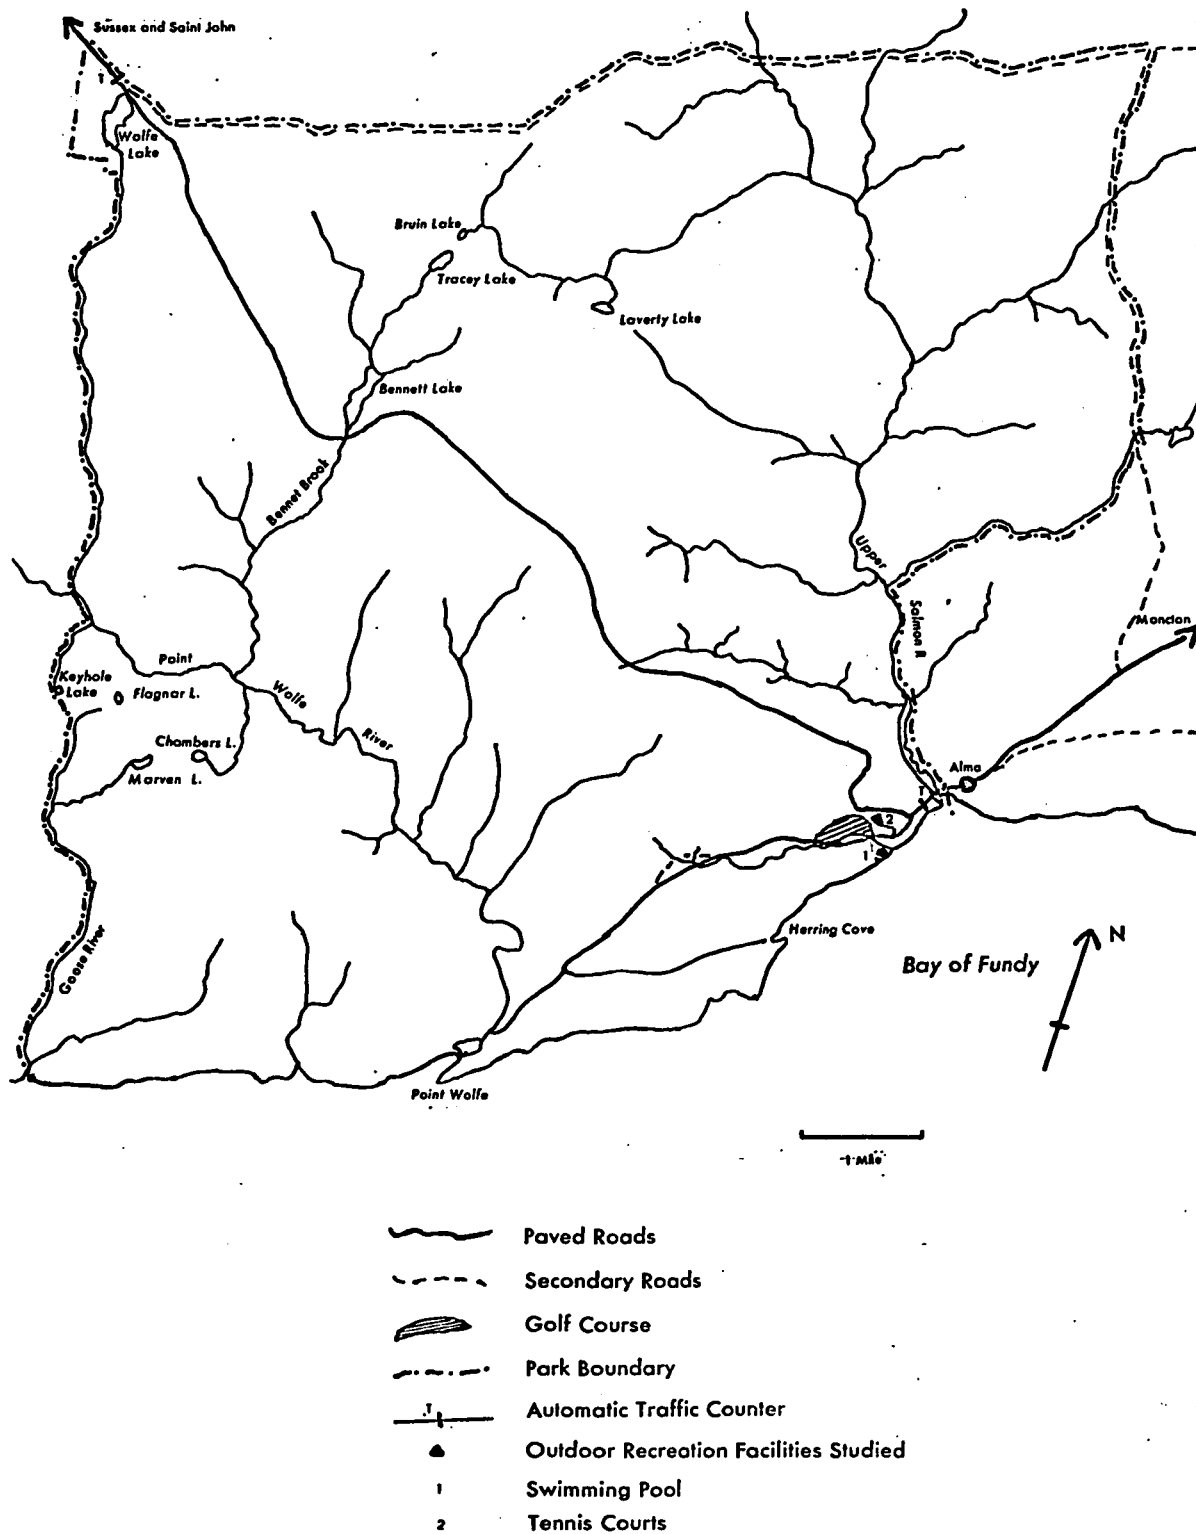 Sussex and Saint John
T
Wolfe
Lake
Bruin Lake
Tracey Lake
Laverty Lake
Bennett Lake
Bennet Brook
Upper
Salmon R
Moncton
Point
Wolfe
River
Keyhole
Lake
Flagnar L.
Chambers L.
Marven L.
Alma
T
2
1
Goose River
Herring Cove
Bay of Fundy
N
Point Wolfe
1 Mile
Paved Roads
Secondary Roads
Golf Course
Park Boundary
T
Automatic Traffic Counter
Outdoor Recreation Facilities Studied
1 Swimming Pool
2 Tennis Courts